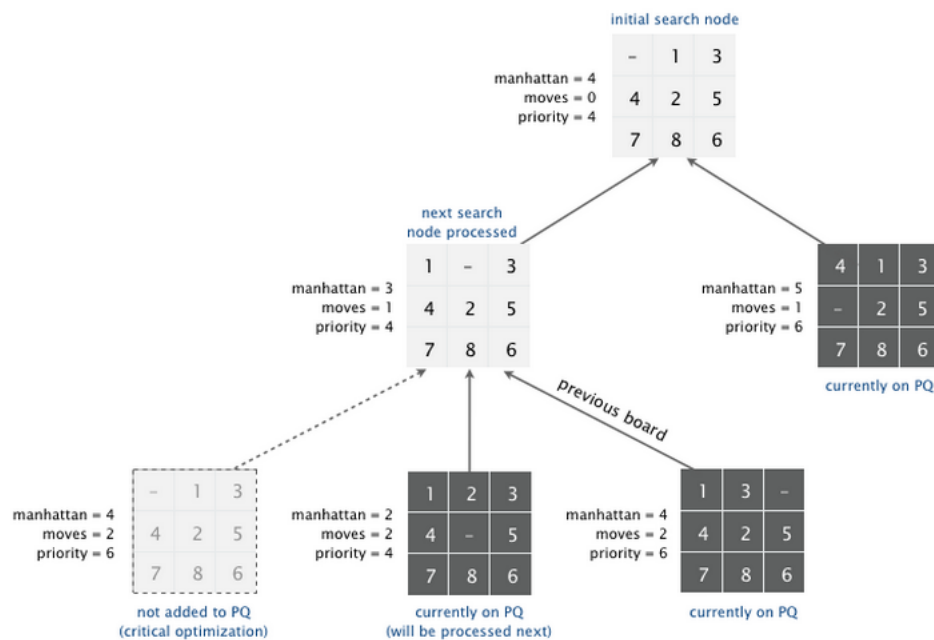 initial search node
- 1 3
manhattan = 4
moves = 0
4 2 5
priority = 4
7 8 6
next search
node processed
1 - 3
manhattan = 3
moves = 1
4 2 5
priority = 4
7 8 6
4 1 3
manhattan = 5
moves = 1
- 2 5
priority = 6
7 8 6
currently on PQ
previous board
- 1 3
manhattan = 4
moves = 2
4 2 5
priority = 6
7 8 6
not added to PQ
(critical optimization)
1 2 3
manhattan = 2
moves = 2
4 - 5
priority = 4
7 8 6
currently on PQ
(will be processed next)
1 3 -
manhattan = 4
moves = 2
4 2 5
priority = 6
7 8 6
currently on PQ